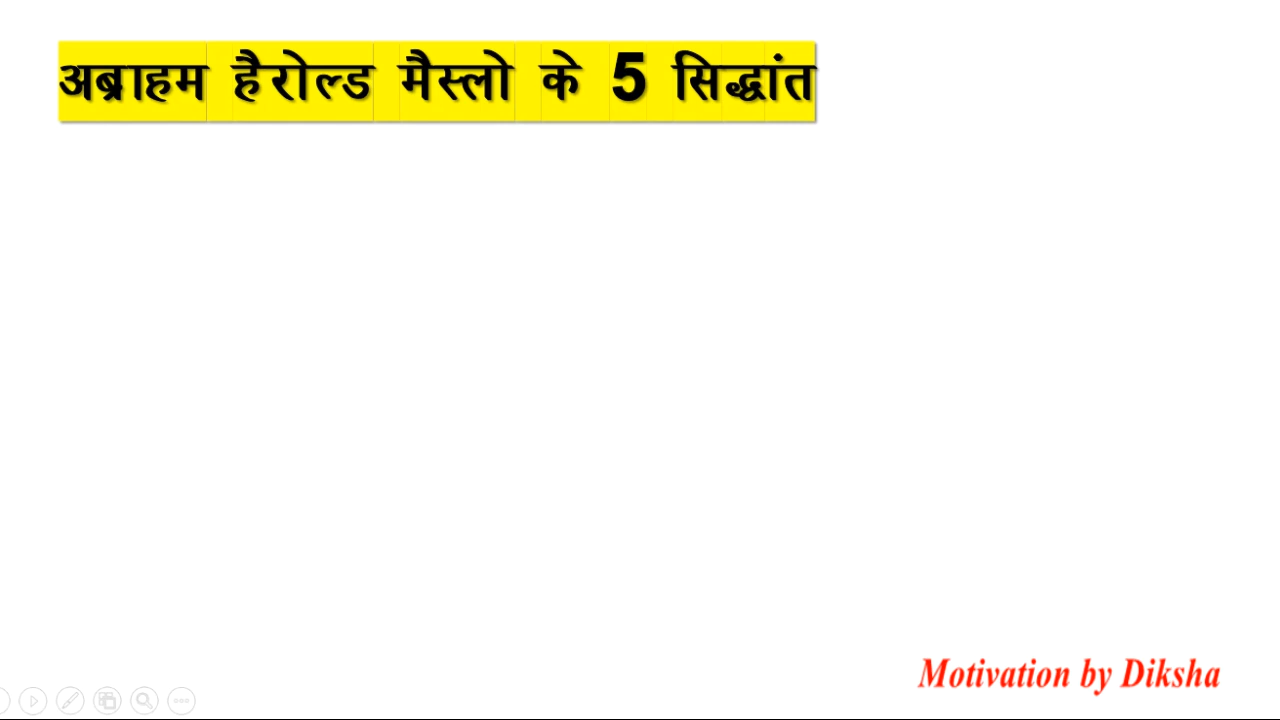 अब्राहम हैरोल्ड मैस्लो के 5 सिद्धांत
Motivation by Diksha